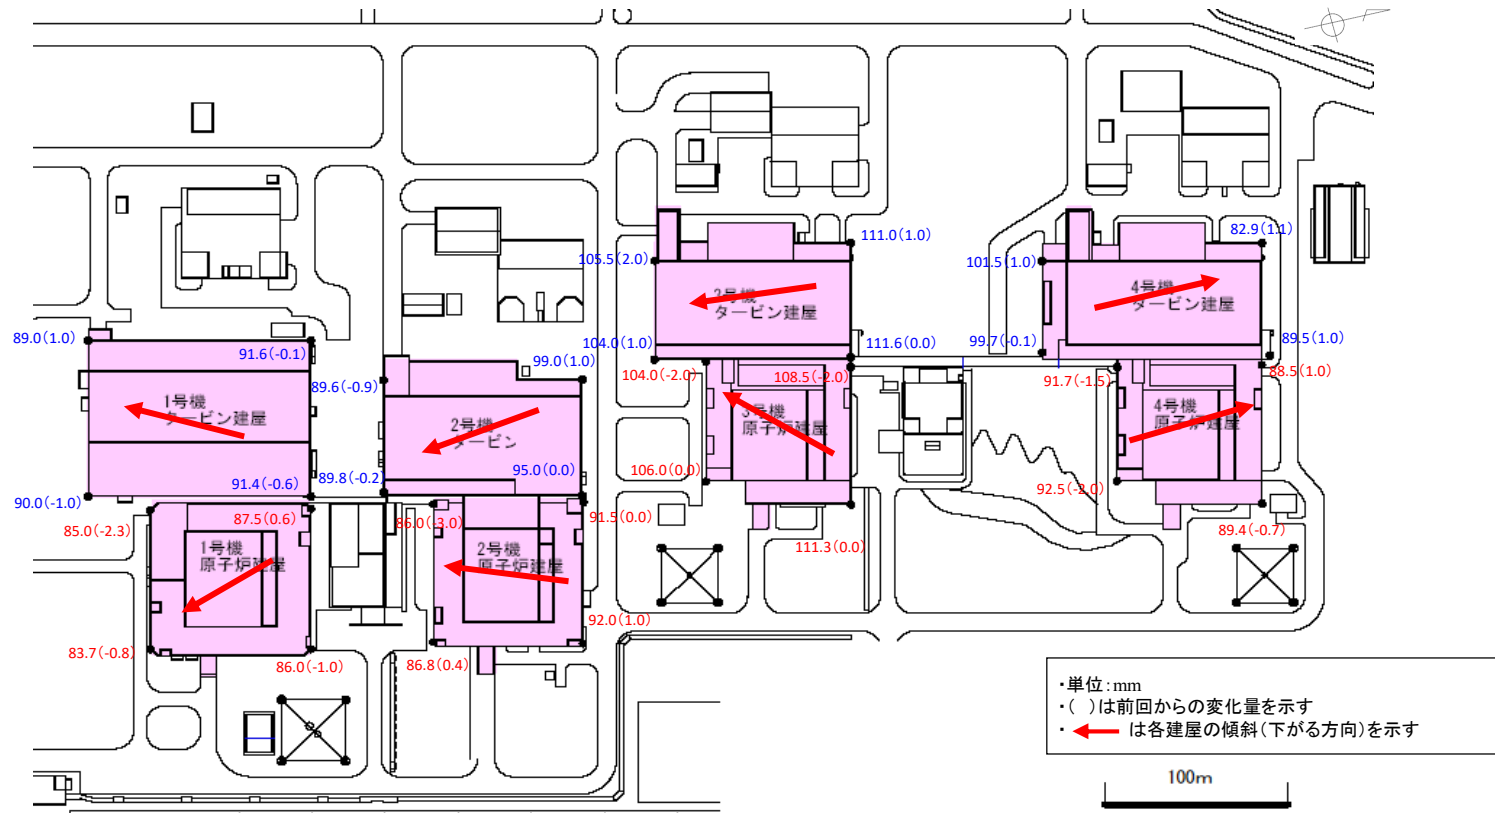 111.0(1.0)
82.9(1.1)
105.5(2.0)
101.5(1.0)
3号機
タービン建屋
4号機
タービン建屋
89.0(1.0)
91.6(-0.1)
104.0(1.0)
111.6(0.0)
99.7(-0.1)
89.5(1.0)
99.0(1.0)
89.6(-0.9)
104.0(-2.0)
108.5(-2.0)
91.7(-1.5)
88.5(1.0)
1号機
タービン建屋
2号機
タービン
3号機
原子炉建屋
4号機
原子炉建屋
95.0(0.0)
106.0(0.0)
91.4(-0.6)
89.8(-0.2)
90.0(-1.0)
92.5(-2.0)
85.0(-2.3)
87.5(0.6)
86.0(-3.0)
91.5(0.0)
89.4(-0.7)
1号機
原子炉建屋
2号機
原子炉建屋
111.3(0.0)
92.0(1.0)
83.7(-0.8)
86.0(-1.0)
86.8(0.4)
・単位:mm
・( )は前回からの変化量を示す
・ は各建屋の傾斜(下がる方向)を示す
100m